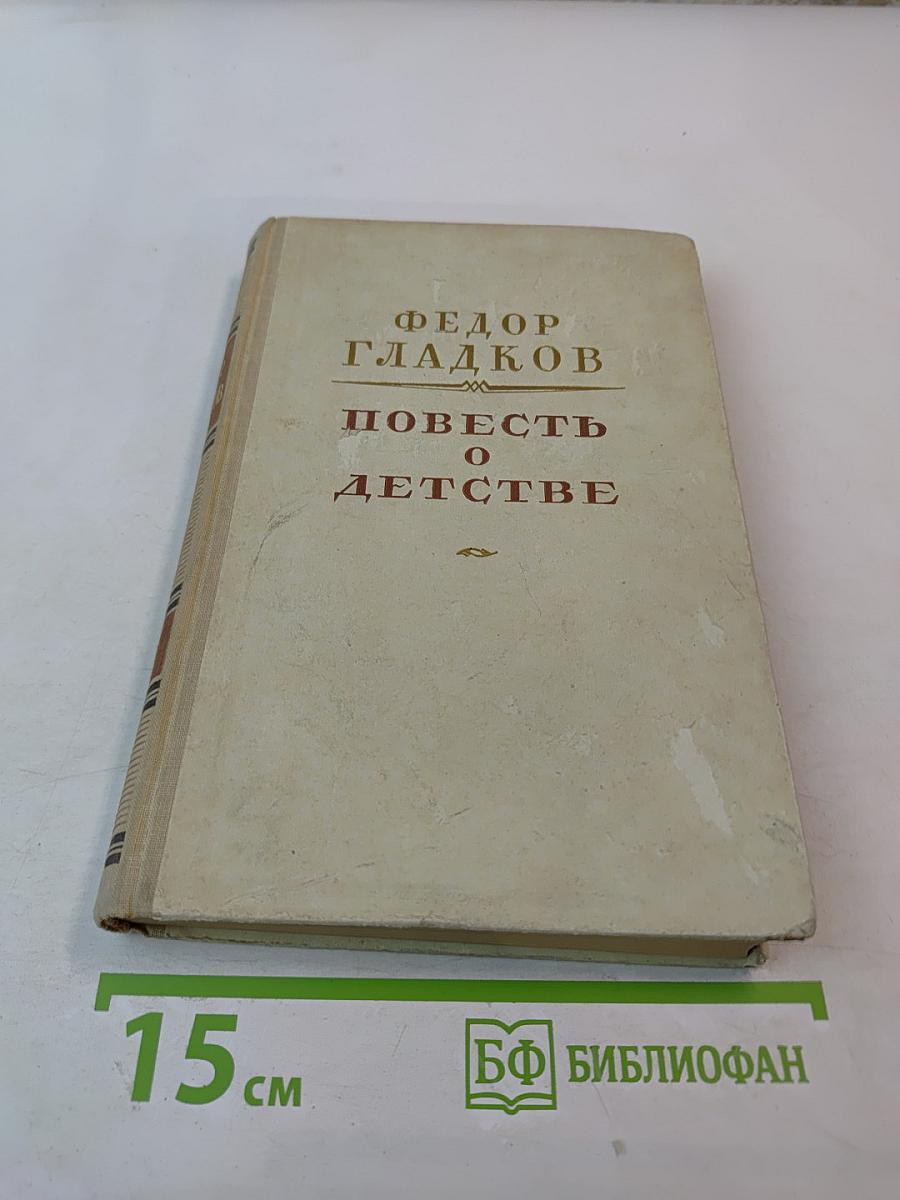 ФЕДОР
ГЛАДКОВ
ПОВЕСТЬ
О
ДЕТСТВЕ
15 см
БФ БИБЛИОФАН